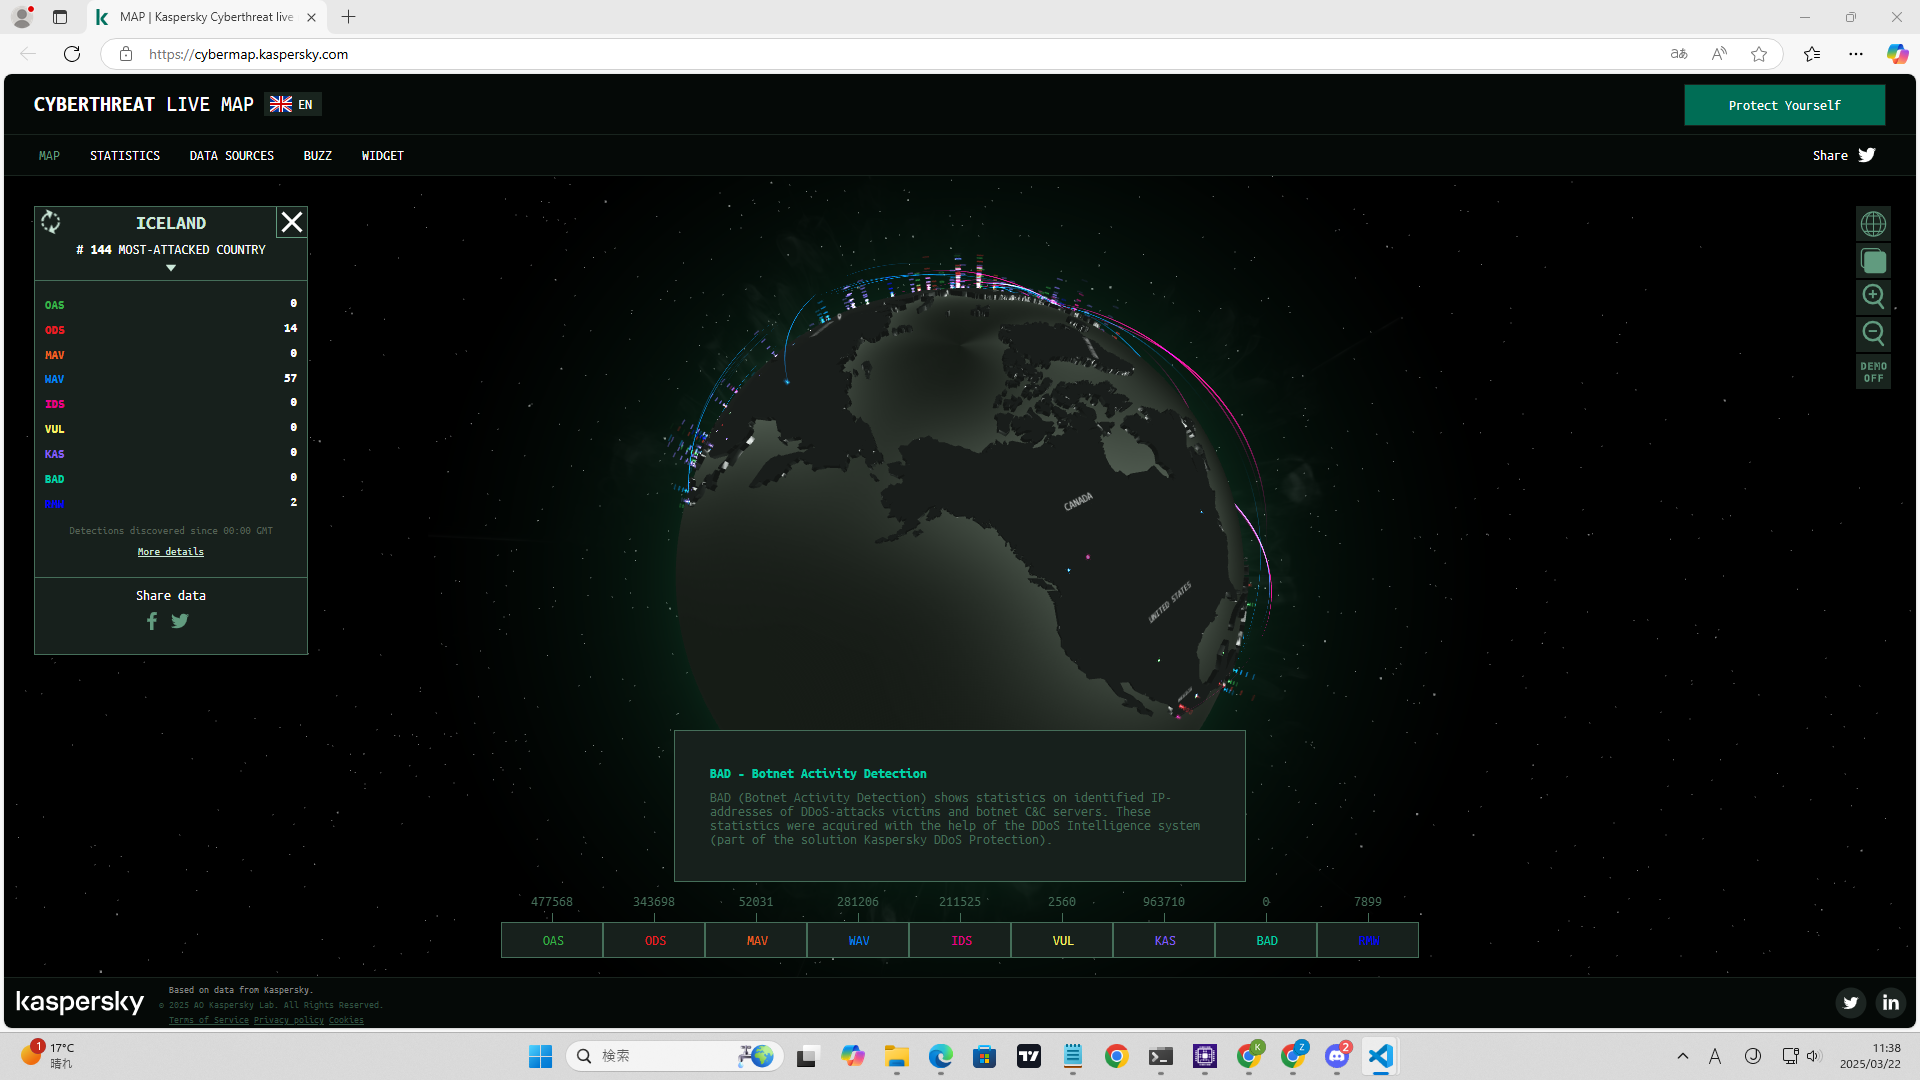 MAP | Kaspersky Cyberthreat live
https://cybermap.kaspersky.com
CYBERTHREAT LIVE MAP
EN
Protect Yourself
MAP
STATISTICS
DATA SOURCES
BUZZ
WIDGET
Share
ICELAND
# 144 MOST-ATTACKED COUNTRY
OAS 0
ODS 14
MAV 0
WAV 57
IDS 0
VUL 0
KAS 0
BAD 0
RMW 2
Detections discovered since 00:00 GMT
More details
Share data
DEMO
OFF
CANADA
UNITED STATES
BAD - Botnet Activity Detection
BAD (Botnet Activity Detection) shows statistics on identified IP-
addresses of DDoS-attacks victims and botnet C&C servers. These
statistics were acquired with the help of the DDoS Intelligence system
(part of the solution Kaspersky DDoS Protection).
477568 343698 52031 281206 211525 2560 963710 0 7899
OAS ODS MAV WAV IDS VUL KAS BAD RMW
kaspersky
Based on data from Kaspersky.
© 2025 AO Kaspersky Lab. All Rights Reserved.
Terms of Service Privacy policy Cookies
1
17°C
晴れ
検索
K
Z
2
A
11:38
2025/03/22